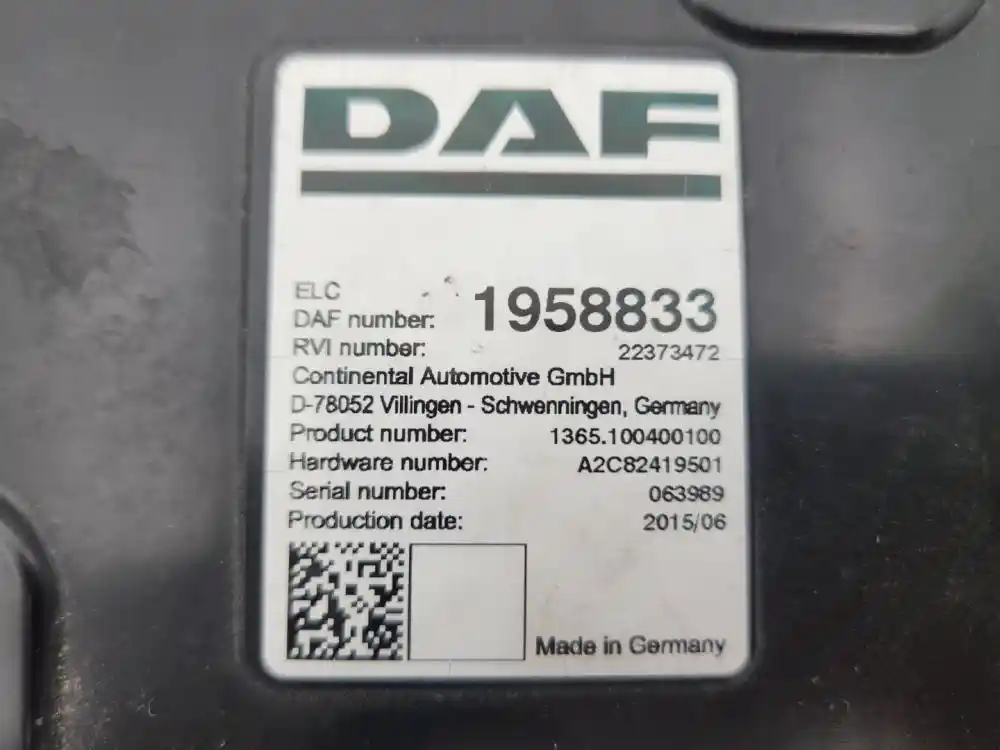 DAF
ELC
DAF number: 1958833
RVI number: 22373472
Continental Automotive GmbH
D-78052 Villingen - Schwenningen, Germany
Product number: 1365.100400100
Hardware number: A2C82419501
Serial number: 063989
Production date: 2015/06
Made in Germany